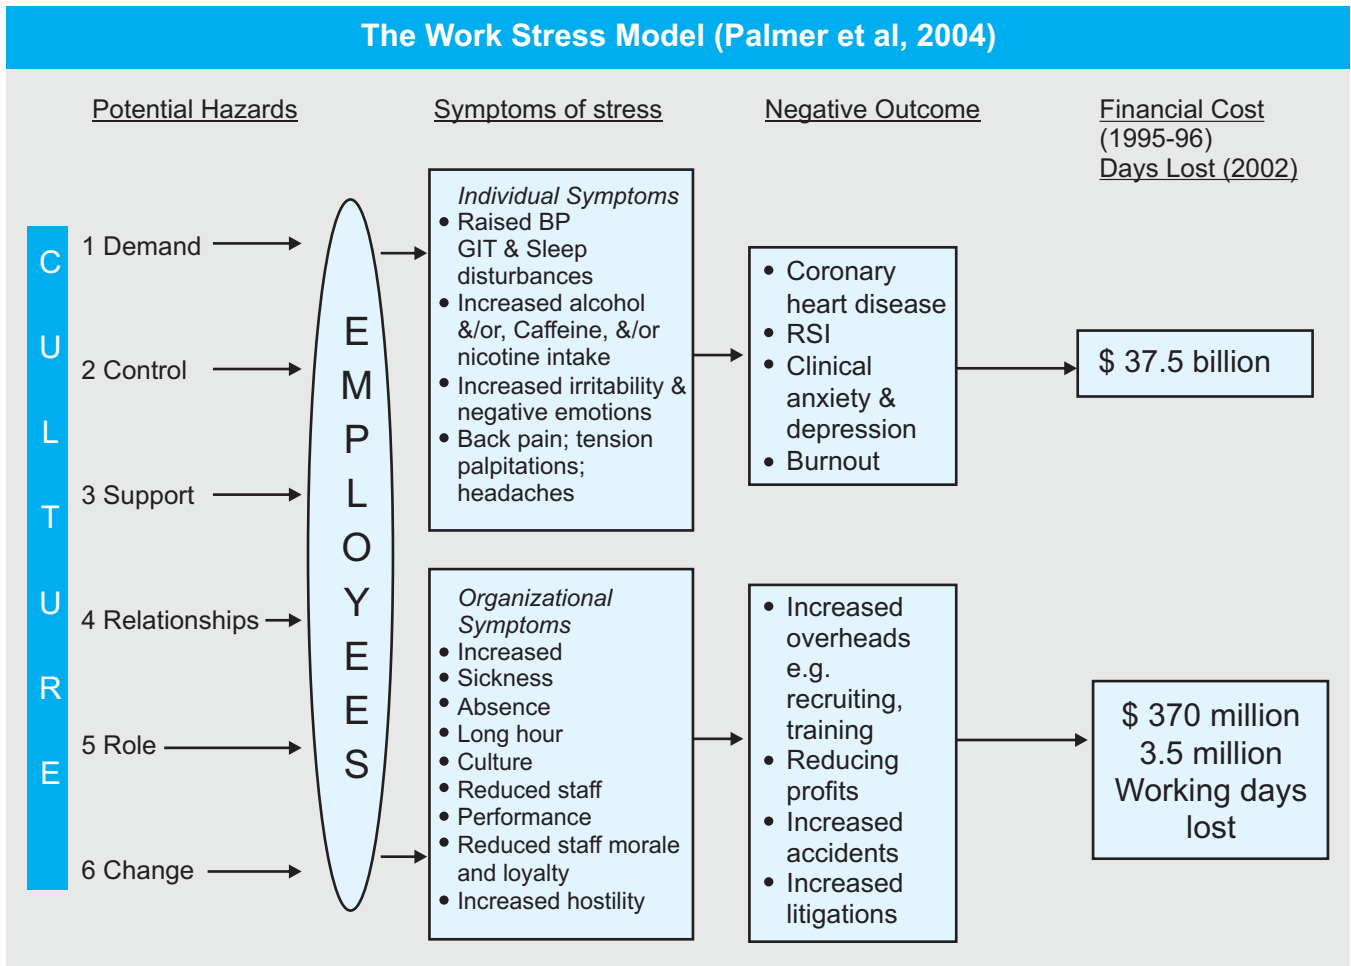 The Work Stress Model (Palmer et al, 2004)
Potential Hazards
Symptoms of stress
Negative Outcome
Financial Cost
(1995-96)
Days Lost (2002)
CULTURE
1 Demand
2 Control
3 Support
4 Relationships
5 Role
6 Change
EMPLOYEES
Individual Symptoms
• Raised BP
GIT & Sleep
disturbances
• Increased alcohol
&/or, Caffeine, &/or
nicotine intake
• Increased irritability &
negative emotions
• Back pain; tension
palpitations;
headaches
• Coronary
heart disease
• RSI
• Clinical
anxiety &
depression
• Burnout
$ 37.5 billion
Organizational
Symptoms
• Increased
• Sickness
• Absence
• Long hour
• Culture
• Reduced staff
• Performance
• Reduced staff morale
and loyalty
• Increased hostility
• Increased
overheads
e.g.
recruiting,
training
• Reducing
profits
• Increased
accidents
• Increased
litigations
$ 370 million
3.5 million
Working days
lost